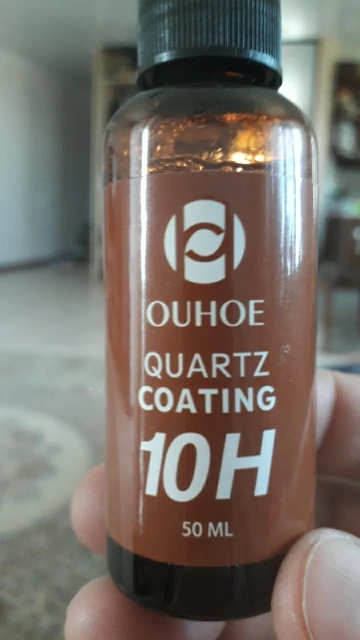 OUHOE
QUARTZ
COATING
10H
50 ML